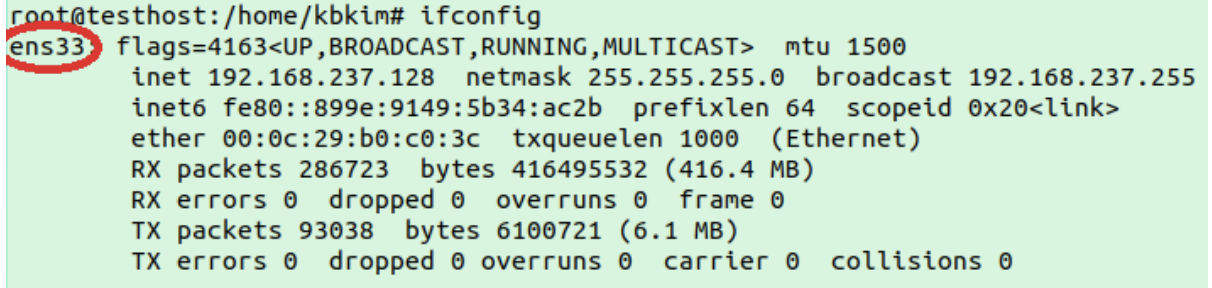 root@testhost:/home/kbkim# ifconfig
ens33: flags=4163<UP,BROADCAST,RUNNING,MULTICAST>  mtu 1500
        inet 192.168.237.128  netmask 255.255.255.0  broadcast 192.168.237.255
        inet6 fe80::899e:9149:5b34:ac2b  prefixlen 64  scopeid 0x20<link>
        ether 00:0c:29:b0:c0:3c  txqueuelen 1000  (Ethernet)
        RX packets 286723  bytes 416495532 (416.4 MB)
        RX errors 0  dropped 0  overruns 0  frame 0
        TX packets 93038  bytes 6100721 (6.1 MB)
        TX errors 0  dropped 0 overruns 0  carrier 0  collisions 0